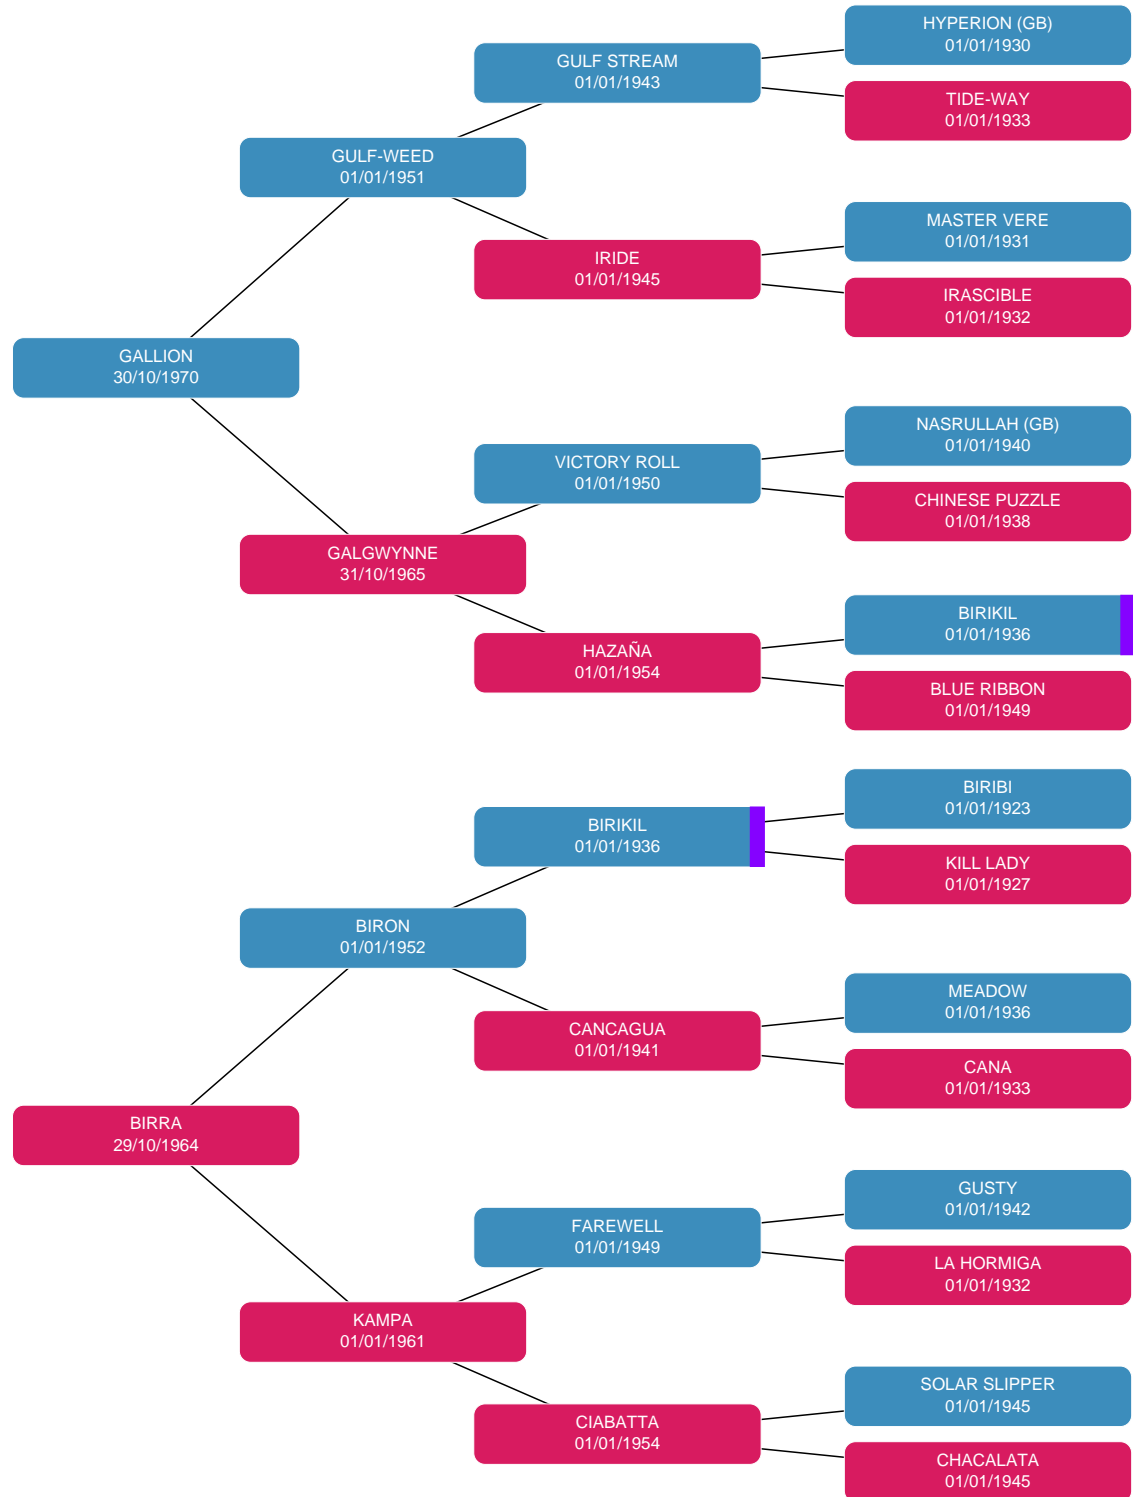 HYPERION (GB)
01/01/1930
GULF STREAM
01/01/1943
TIDE-WAY
01/01/1933
GULF-WEED
01/01/1951
MASTER VERE
01/01/1931
IRIDE
01/01/1945
IRASCIBLE
01/01/1932
GALLION
30/10/1970
NASRULLAH (GB)
01/01/1940
VICTORY ROLL
01/01/1950
CHINESE PUZZLE
01/01/1938
GALGWYNNE
31/10/1965
BIRIKIL
01/01/1936
HAZAÑA
01/01/1954
BLUE RIBBON
01/01/1949
BIRIBI
01/01/1923
BIRIKIL
01/01/1936
KILL LADY
01/01/1927
BIRON
01/01/1952
MEADOW
01/01/1936
CANCAGUA
01/01/1941
CANA
01/01/1933
BIRRA
29/10/1964
GUSTY
01/01/1942
FAREWELL
01/01/1949
LA HORMIGA
01/01/1932
KAMPA
01/01/1961
SOLAR SLIPPER
01/01/1945
CIABATTA
01/01/1954
CHACALATA
01/01/1945